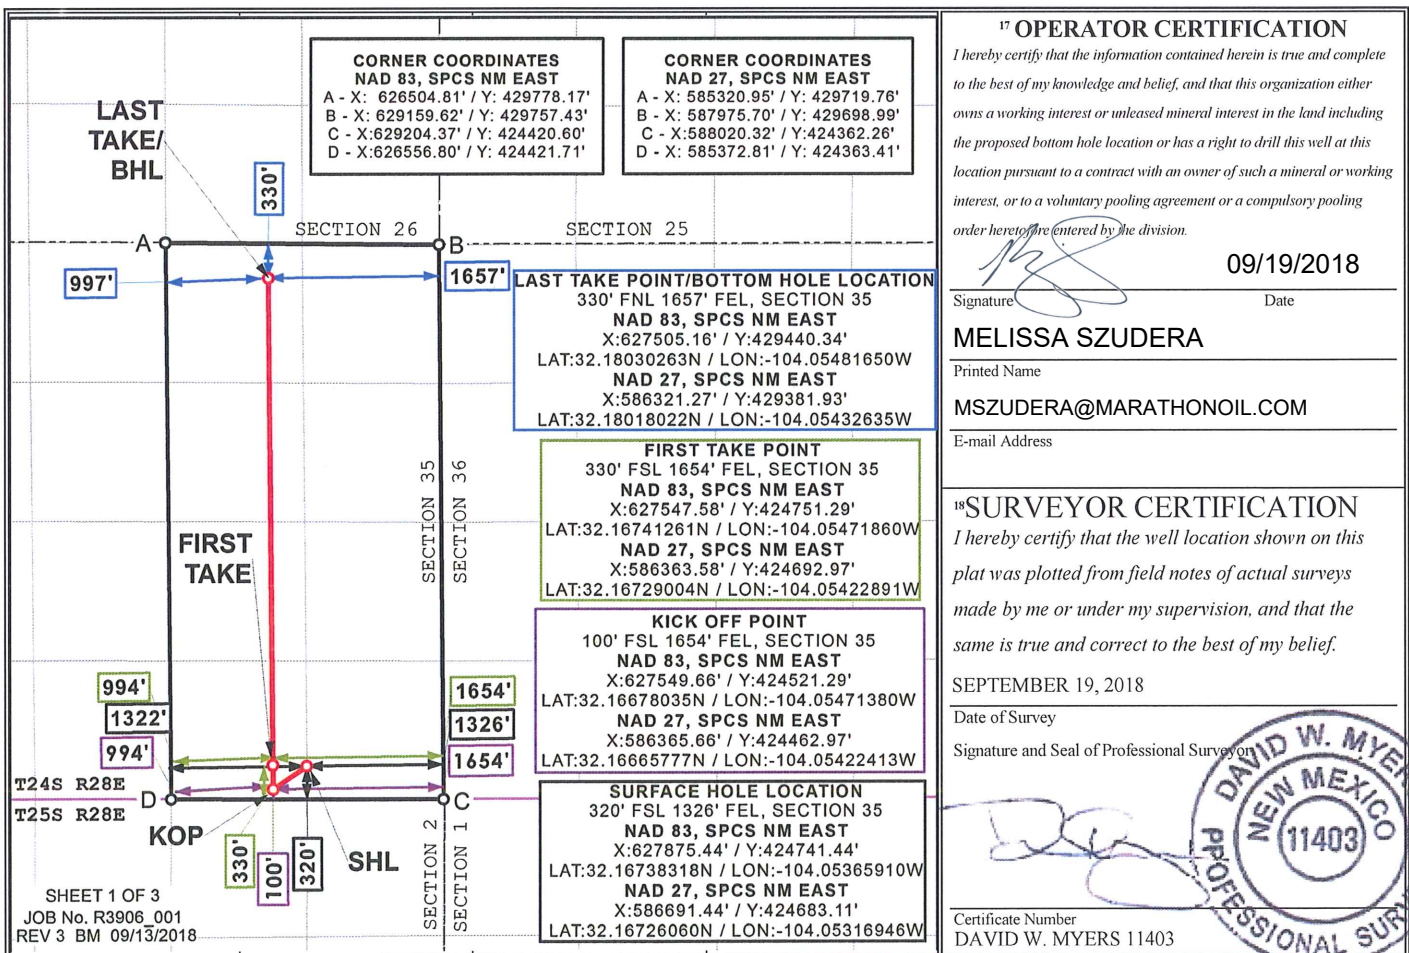 CORNER COORDINATES
NAD 83, SPCS NM EAST
A - X: 626504.81' / Y: 429778.17'
B - X: 629159.62' / Y: 429757.43'
C - X:629204.37' / Y: 424420.60'
D - X:626556.80' / Y: 424421.71'
CORNER COORDINATES
NAD 27, SPCS NM EAST
A - X: 585320.95' / Y: 429719.76'
B - X: 587975.70' / Y: 429698.99'
C - X:588020.32' / Y: 424362.26'
D - X: 585372.81' / Y: 424363.41'
LAST
TAKE/
BHL
330'
SECTION 26
SECTION 25
A
B
997'
1657'
LAST TAKE POINT/BOTTOM HOLE LOCATION
330' FNL 1657' FEL, SECTION 35
NAD 83, SPCS NM EAST
X:627505.16' / Y:429440.34'
LAT:32.18030263N / LON:-104.05481650W
NAD 27, SPCS NM EAST
X:586321.27' / Y:429381.93'
LAT:32.18018022N / LON:-104.05432635W
SECTION 35
SECTION 36
FIRST TAKE POINT
330' FSL 1654' FEL, SECTION 35
NAD 83, SPCS NM EAST
X:627547.58' / Y:424751.29'
LAT:32.16741261N / LON:-104.05471860W
NAD 27, SPCS NM EAST
X:586363.58' / Y:424692.97'
LAT:32.16729004N / LON:-104.05422891W
FIRST
TAKE
KICK OFF POINT
100' FSL 1654' FEL, SECTION 35
NAD 83, SPCS NM EAST
X:627549.66' / Y:424521.29'
LAT:32.16678035N / LON:-104.05471380W
NAD 27, SPCS NM EAST
X:586365.66' / Y:424462.97'
LAT:32.16665777N / LON:-104.05422413W
994'
1322'
994'
1654'
1326'
1654'
T24S R28E
T25S R28E
D
C
KOP
SHL
330'
100'
320'
SECTION 2
SECTION 1
SURFACE HOLE LOCATION
320' FSL 1326' FEL, SECTION 35
NAD 83, SPCS NM EAST
X:627875.44' / Y:424741.44'
LAT:32.16738318N / LON:-104.05365910W
NAD 27, SPCS NM EAST
X:586691.44' / Y:424683.11'
LAT:32.16726060N / LON:-104.05316946W
SHEET 1 OF 3
JOB No. R3906_001
REV 3 BM 09/13/2018
17 OPERATOR CERTIFICATION
I hereby certify that the information contained herein is true and complete
to the best of my knowledge and belief, and that this organization either
owns a working interest or unleased mineral interest in the land including
the proposed bottom hole location or has a right to drill this well at this
location pursuant to a contract with an owner of such a mineral or working
interest, or to a voluntary pooling agreement or a compulsory pooling
order heretofore entered by the division.
09/19/2018
Signature Date
MELISSA SZUDERA
Printed Name
MSZUDERA@MARATHONOIL.COM
E-mail Address
18SURVEYOR CERTIFICATION
I hereby certify that the well location shown on this
plat was plotted from field notes of actual surveys
made by me or under my supervision, and that the
same is true and correct to the best of my belief.
SEPTEMBER 19, 2018
Date of Survey
Signature and Seal of Professional Surveyor
DAVID W. MYERS
NEW MEXICO
11403
PROFESSIONAL SURV
Certificate Number
DAVID W. MYERS 11403